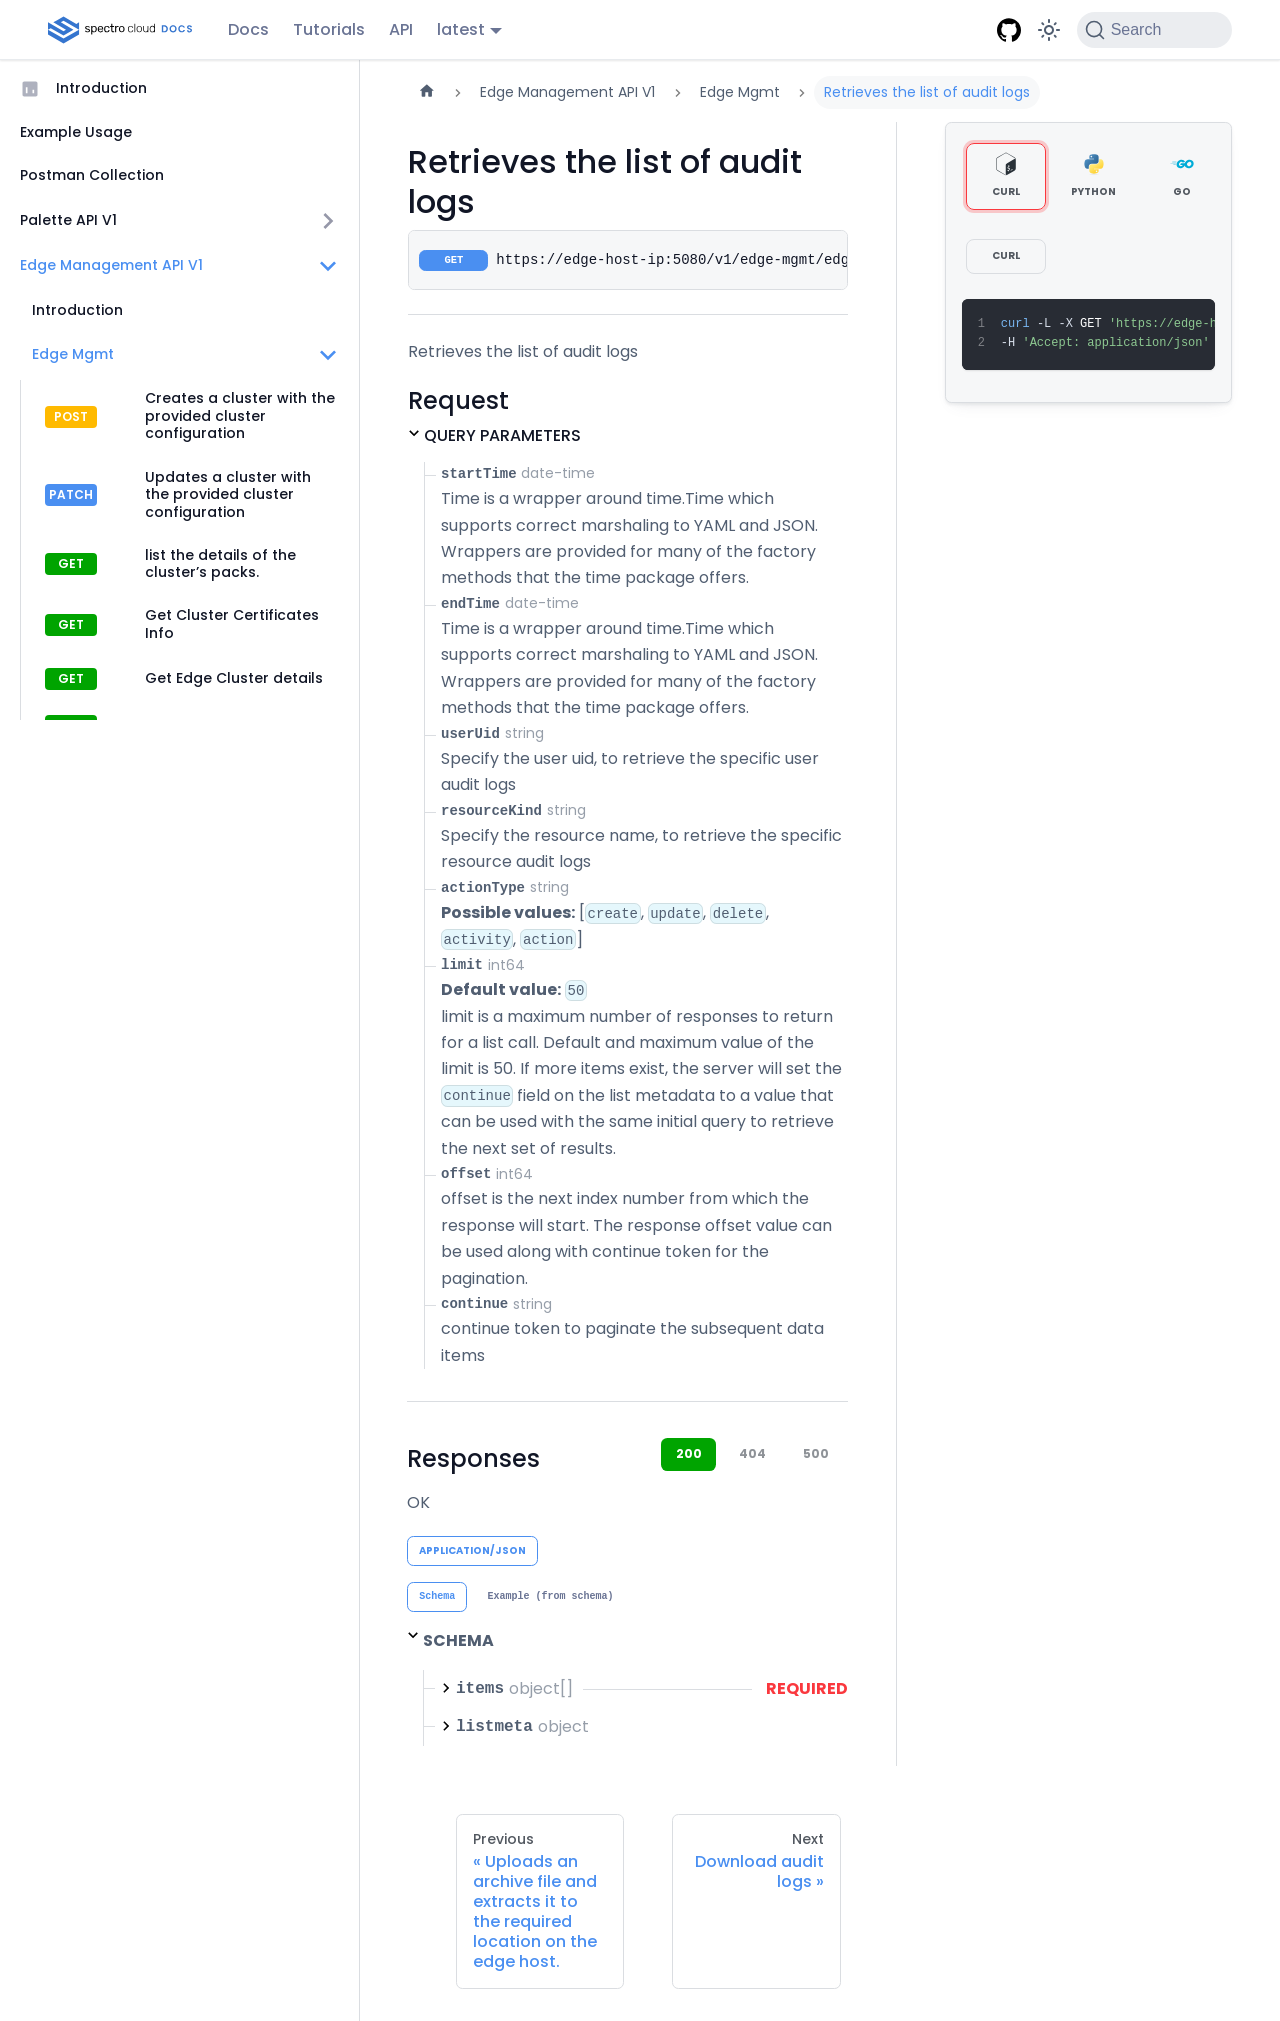 spectro cloud DOCS
Docs
Tutorials
API
latest
Search
Introduction
Example Usage
Postman Collection
Palette API V1
Edge Management API V1
Introduction
Edge Mgmt
POST
Creates a cluster with the
provided cluster
configuration
PATCH
Updates a cluster with
the provided cluster
configuration
GET
list the details of the
cluster’s packs.
GET
Get Cluster Certificates
Info
GET
Get Edge Cluster details
Edge Management API V1
Edge Mgmt
Retrieves the list of audit logs
Retrieves the list of audit
logs
GET https://edge-host-ip:5080/v1/edge-mgmt/edg
Retrieves the list of audit logs
Request
QUERY PARAMETERS
startTime date-time
Time is a wrapper around time.Time which
supports correct marshaling to YAML and JSON.
Wrappers are provided for many of the factory
methods that the time package offers.
endTime date-time
Time is a wrapper around time.Time which
supports correct marshaling to YAML and JSON.
Wrappers are provided for many of the factory
methods that the time package offers.
userUid string
Specify the user uid, to retrieve the specific user
audit logs
resourceKind string
Specify the resource name, to retrieve the specific
resource audit logs
actionType string
Possible values: [create, update, delete,
activity, action]
limit int64
Default value: 50
limit is a maximum number of responses to return
for a list call. Default and maximum value of the
limit is 50. If more items exist, the server will set the
continue field on the list metadata to a value that
can be used with the same initial query to retrieve
the next set of results.
offset int64
offset is the next index number from which the
response will start. The response offset value can
be used along with continue token for the
pagination.
continue string
continue token to paginate the subsequent data
items
Responses
200
404
500
OK
APPLICATION/JSON
Schema
Example (from schema)
SCHEMA
items object[]
REQUIRED
listmeta object
Previous
« Uploads an
archive file and
extracts it to
the required
location on the
edge host.
Next
Download audit
logs »
CURL
PYTHON
GO
CURL
1 curl -L -X GET 'https://edge-h
2 -H 'Accept: application/json'